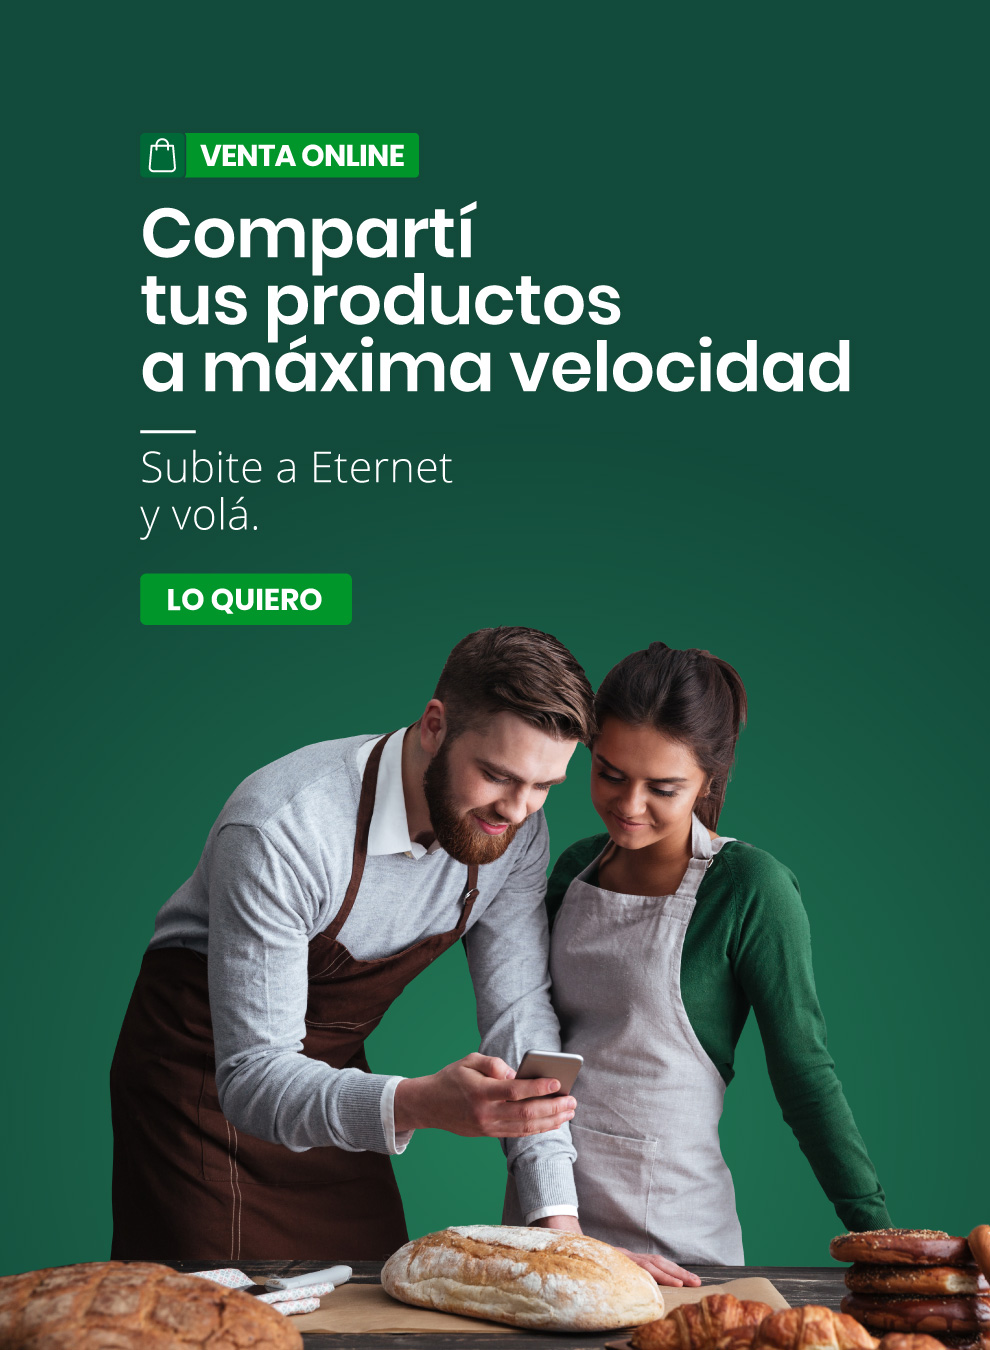 VENTA ONLINE
Compartí
tus productos
a máxima velocidad
Subite a Eternet
y volá.
LO QUIERO